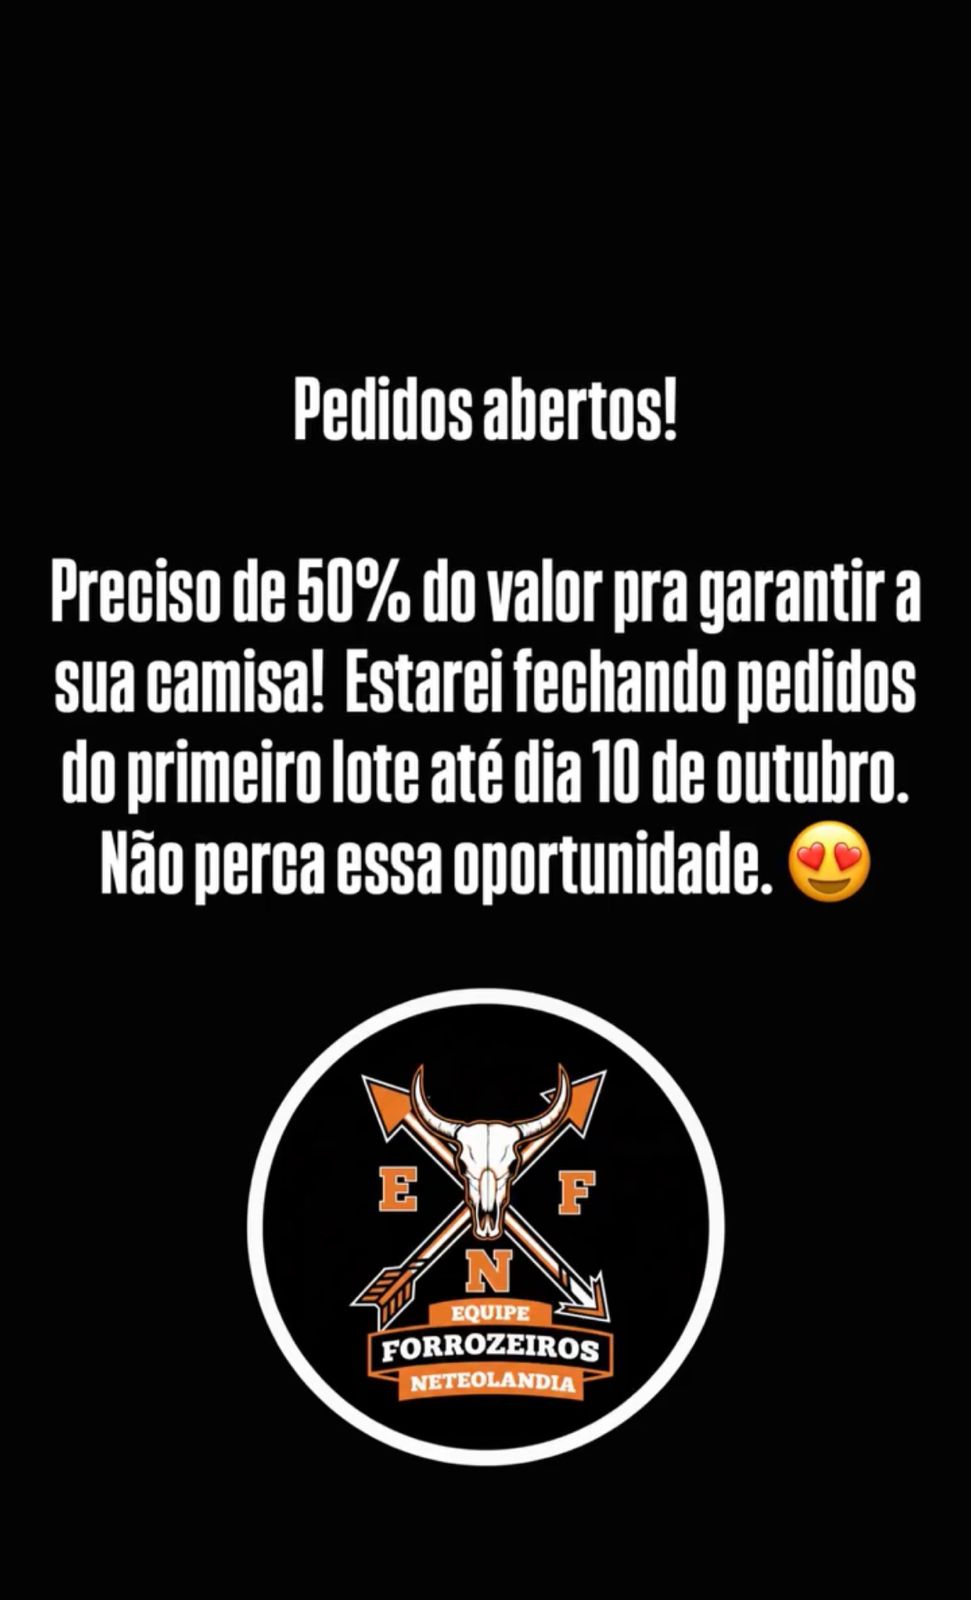 Pedidos abertos!
Preciso de 50% do valor pra garantir a
sua camisa! Estarei fechando pedidos
do primeiro lote até dia 10 de outubro.
Não perca essa oportunidade. 😍
E F
N
EQUIPE
FORROZEIROS
NETEOLANDIA